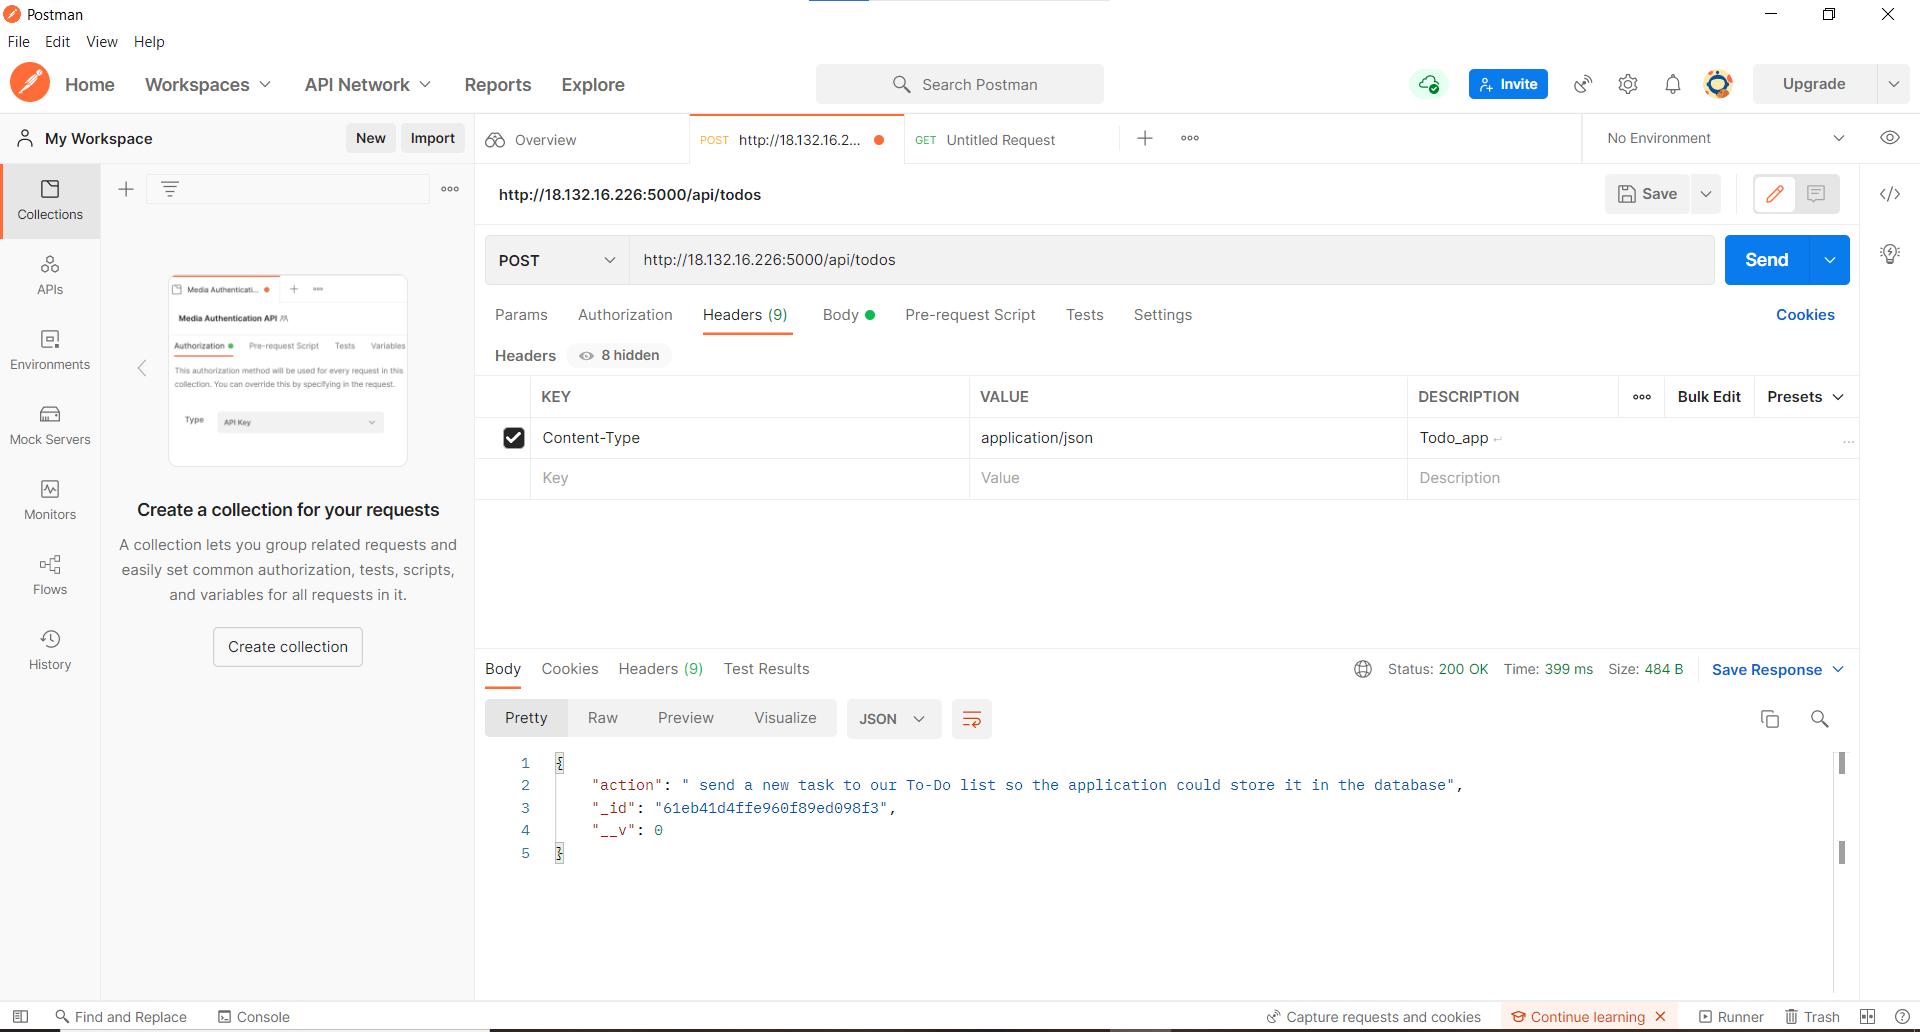 Postman
File Edit View Help
Home Workspaces API Network Reports Explore
Search Postman
Invite
Upgrade
My Workspace
New Import
Overview
POST http://18.132.16.2...
GET Untitled Request
No Environment
Collections
APIs
Environments
Mock Servers
Monitors
Flows
History
Media Authenticati...
Media Authentication API
Authorization Pre-request Script Tests Variables
This authorization method will be used for every request in this
collection. You can override this by specifying in the request.
Type API Key
Create a collection for your requests
A collection lets you group related requests and
easily set common authorization, tests, scripts,
and variables for all requests in it.
Create collection
http://18.132.16.226:5000/api/todos
Save
POST http://18.132.16.226:5000/api/todos
Send
Params Authorization Headers (9) Body Pre-request Script Tests Settings
Cookies
Headers 8 hidden
KEY VALUE DESCRIPTION Bulk Edit Presets
Content-Type application/json Todo_app ...
Key Value Description
Body Cookies Headers (9) Test Results
Status: 200 OK Time: 399 ms Size: 484 B Save Response
Pretty Raw Preview Visualize JSON
1 {
2 "action": " send a new task to our To-Do list so the application could store it in the database",
3 "_id": "61eb41d4ffe960f89ed098f3",
4 "__v": 0
5 }
Find and Replace Console
Capture requests and cookies Continue learning Runner Trash